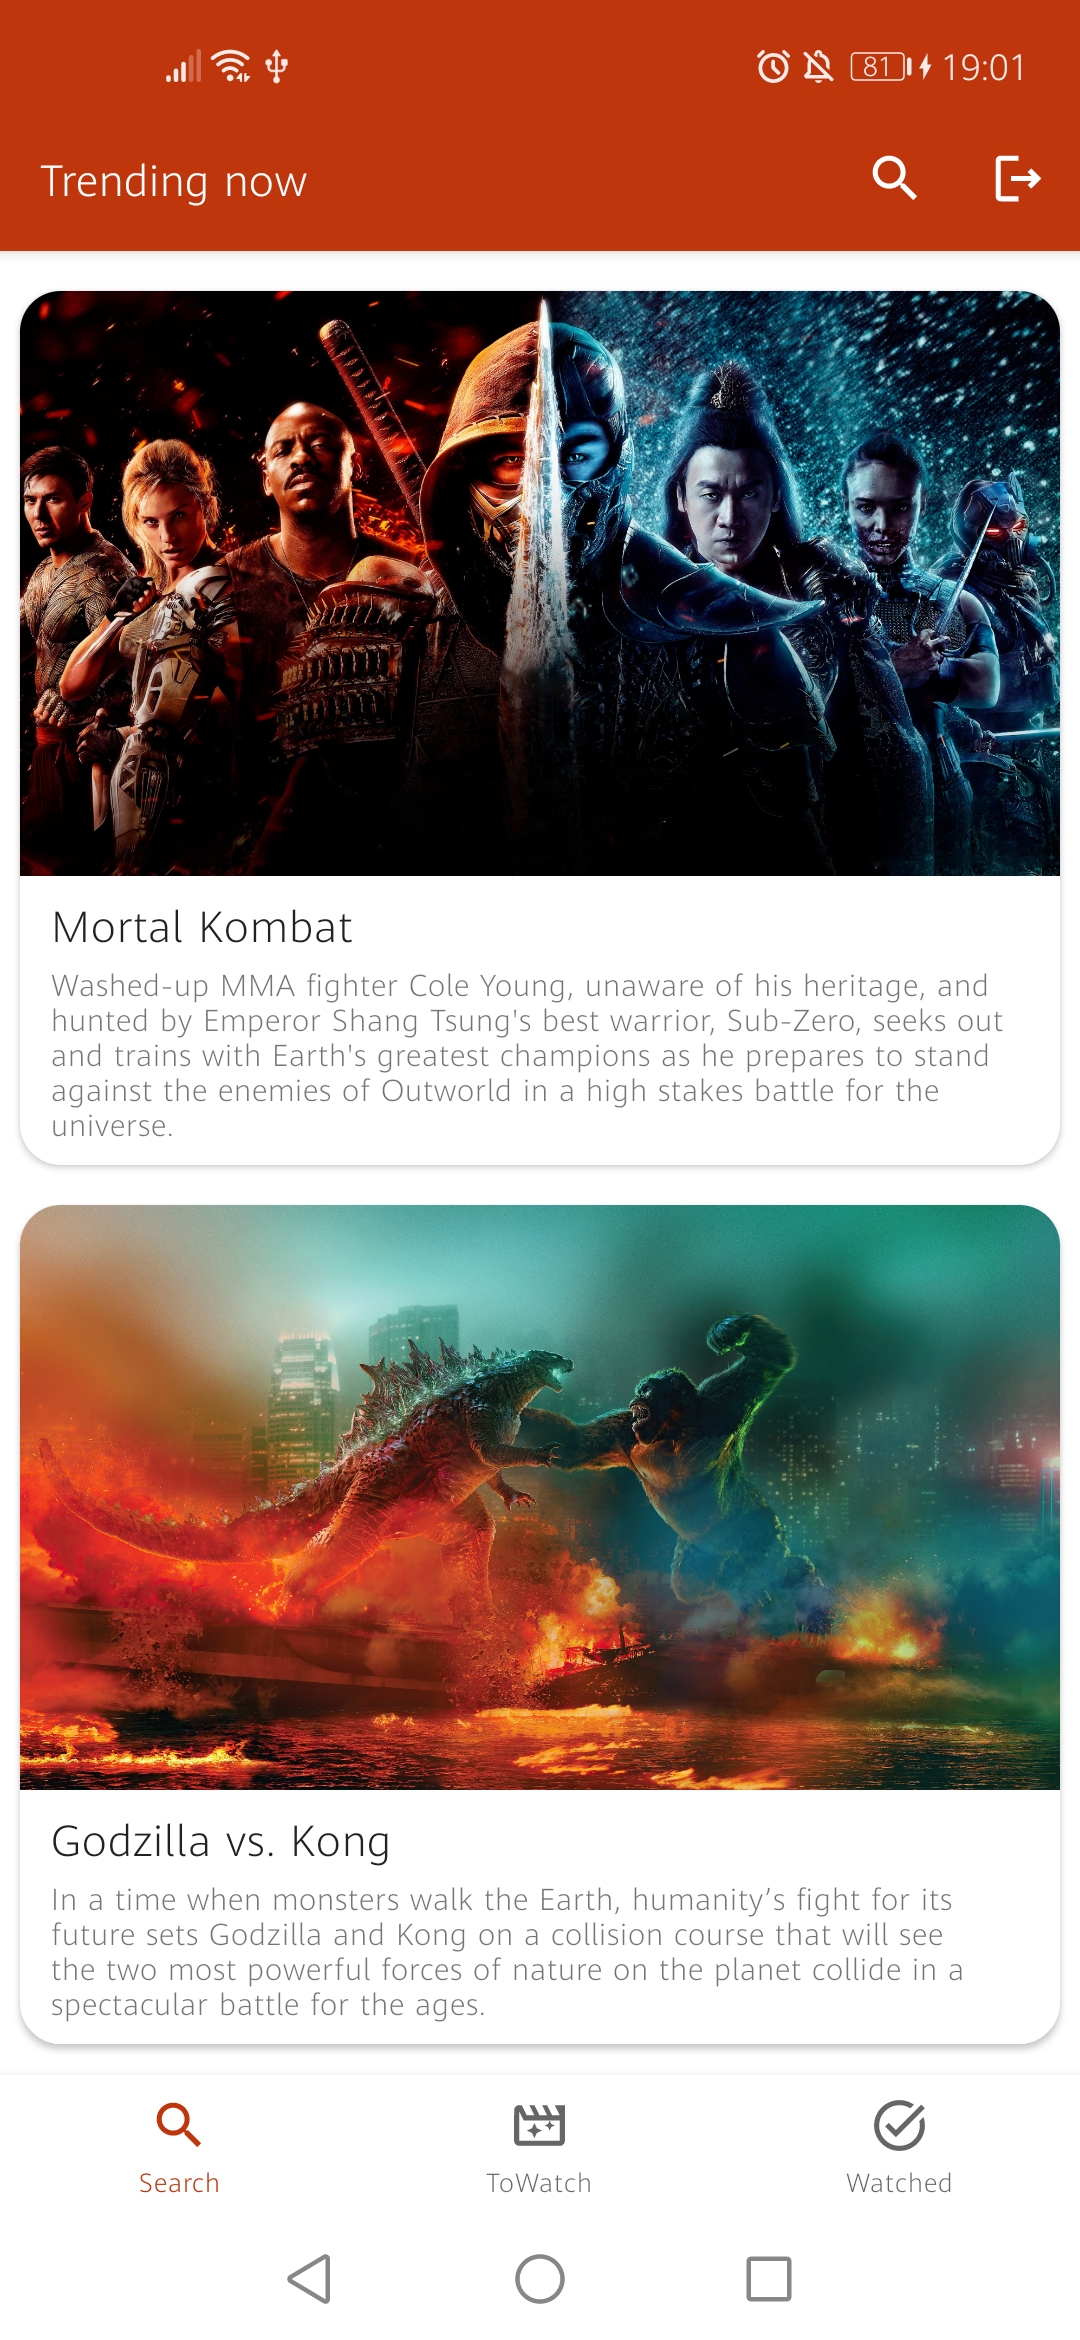 81 19:01
Trending now
Mortal Kombat
Washed-up MMA fighter Cole Young, unaware of his heritage, and
hunted by Emperor Shang Tsung's best warrior, Sub-Zero, seeks out
and trains with Earth's greatest champions as he prepares to stand
against the enemies of Outworld in a high stakes battle for the
universe.
Godzilla vs. Kong
In a time when monsters walk the Earth, humanity’s fight for its
future sets Godzilla and Kong on a collision course that will see
the two most powerful forces of nature on the planet collide in a
spectacular battle for the ages.
Search ToWatch Watched